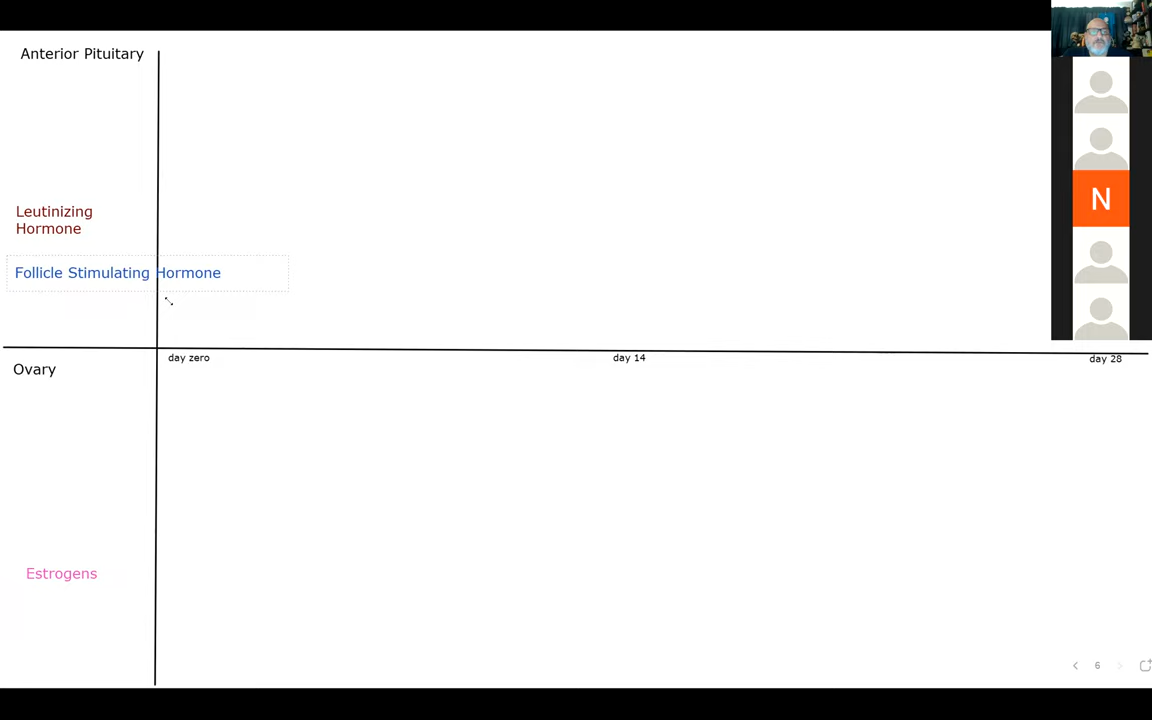 Anterior Pituitary
Leutinizing
Hormone
Follicle Stimulating Hormone
day zero
day 14
day 28
Ovary
Estrogens
N
6